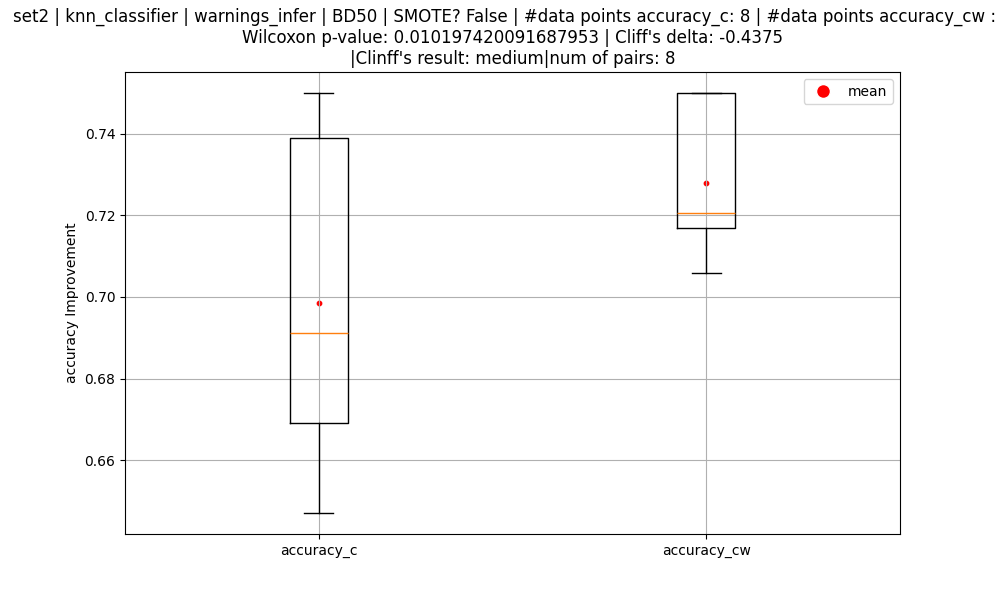 set2 | knn_classifier | warnings_infer | BD50 | SMOTE? False | #data points accuracy_c: 8 | #data points accuracy_cw :
Wilcoxon p-value: 0.010197420091687953 | Cliff's delta: -0.4375
|Clinff's result: medium|num of pairs: 8
mean
0.74
0.72
0.70
0.68
0.66
accuracy Improvement
accuracy_c
accuracy_cw